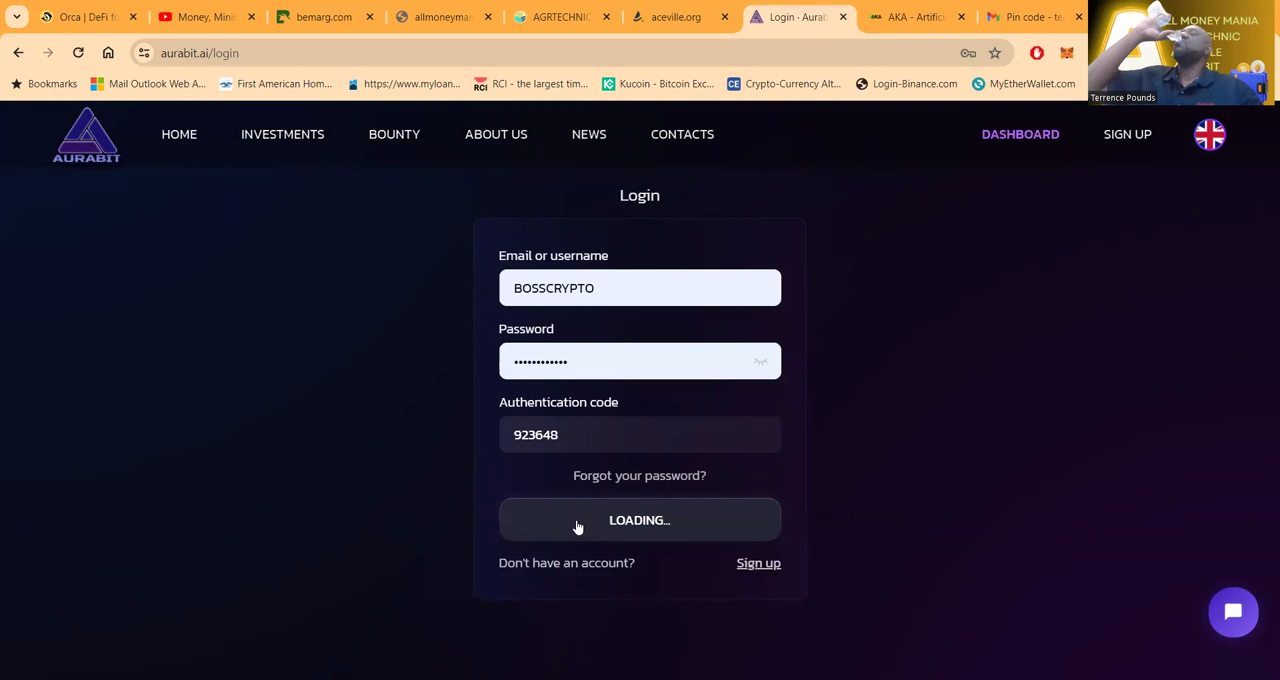 Orca | DeFi fo
Money, Mini
bemarg.com
allmoneyma
AGRTECHNIC
aceville.org
Login · Aurab
AKA - Artific
Pin code - te
aurabit.ai/login
Bookmarks
Mail Outlook Web A...
First American Hom...
https://www.myloan...
RCI - the largest tim...
Kucoin - Bitcoin Exc...
Crypto-Currency Alt...
Login-Binance.com
MyEtherWallet.com
EL MONEY MANIA
Terrence Pounds
AURABIT
HOME
INVESTMENTS
BOUNTY
ABOUT US
NEWS
CONTACTS
DASHBOARD
SIGN UP
Login
Email or username
BOSSCRYPTO
Password
••••••••••••
Authentication code
923648
Forgot your password?
LOADING...
Don't have an account?
Sign up